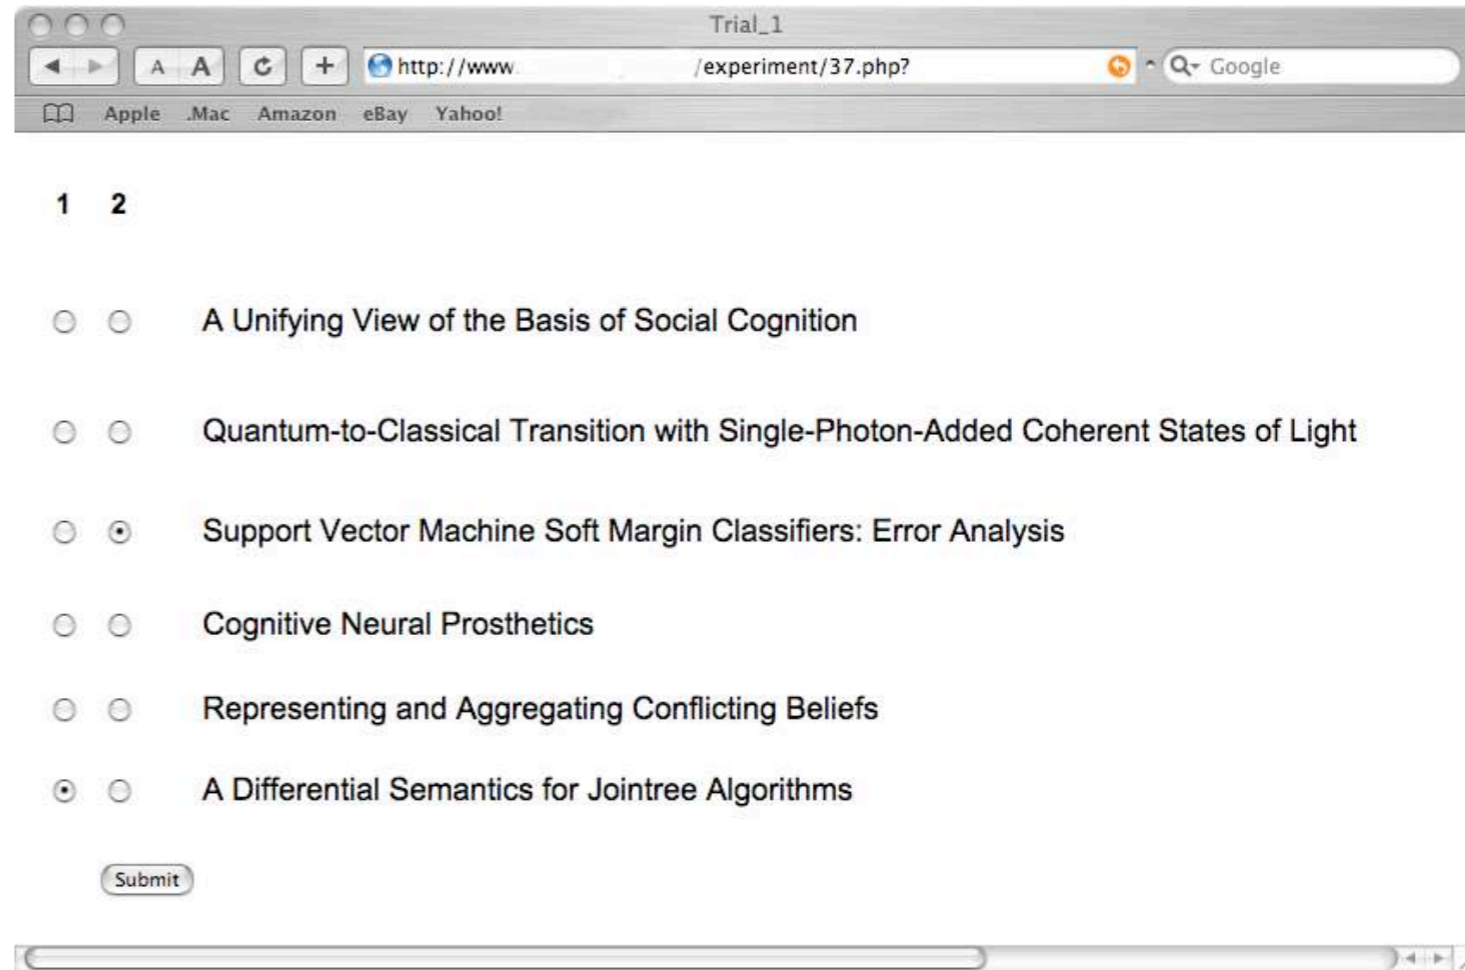 Trial_1
A A http://www. /experiment/37.php? Google
Apple .Mac Amazon eBay Yahoo!
1 2
A Unifying View of the Basis of Social Cognition
Quantum-to-Classical Transition with Single-Photon-Added Coherent States of Light
Support Vector Machine Soft Margin Classifiers: Error Analysis
Cognitive Neural Prosthetics
Representing and Aggregating Conflicting Beliefs
A Differential Semantics for Jointree Algorithms
Submit